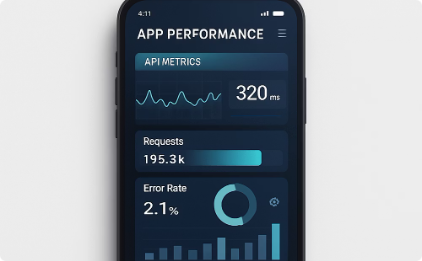 4:11
APP PERFORMANCE
API METRICS
320 ms
Requests
195.3k
Error Rate
2.1%